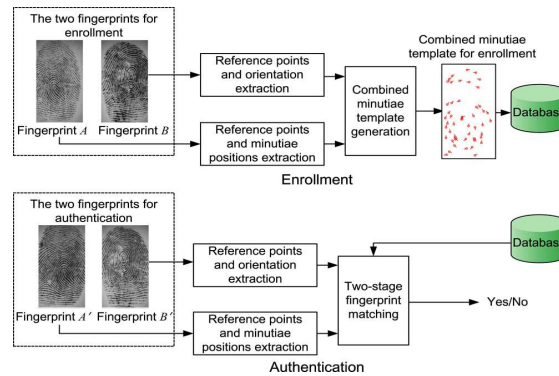 The two fingerprints for
enrollment
Fingerprint A
Fingerprint B
Reference points
and orientation
extraction
Reference points
and minutiae
positions extraction
Combined
minutiae
template
generation
Combined minutiae
template for enrollment
Databas
Enrollment
The two fingerprints for
authentication
Fingerprint A′
Fingerprint B′
Reference points
and orientation
extraction
Reference points
and minutiae
positions extraction
Two-stage
fingerprint
matching
Databas
Yes/No
Authentication